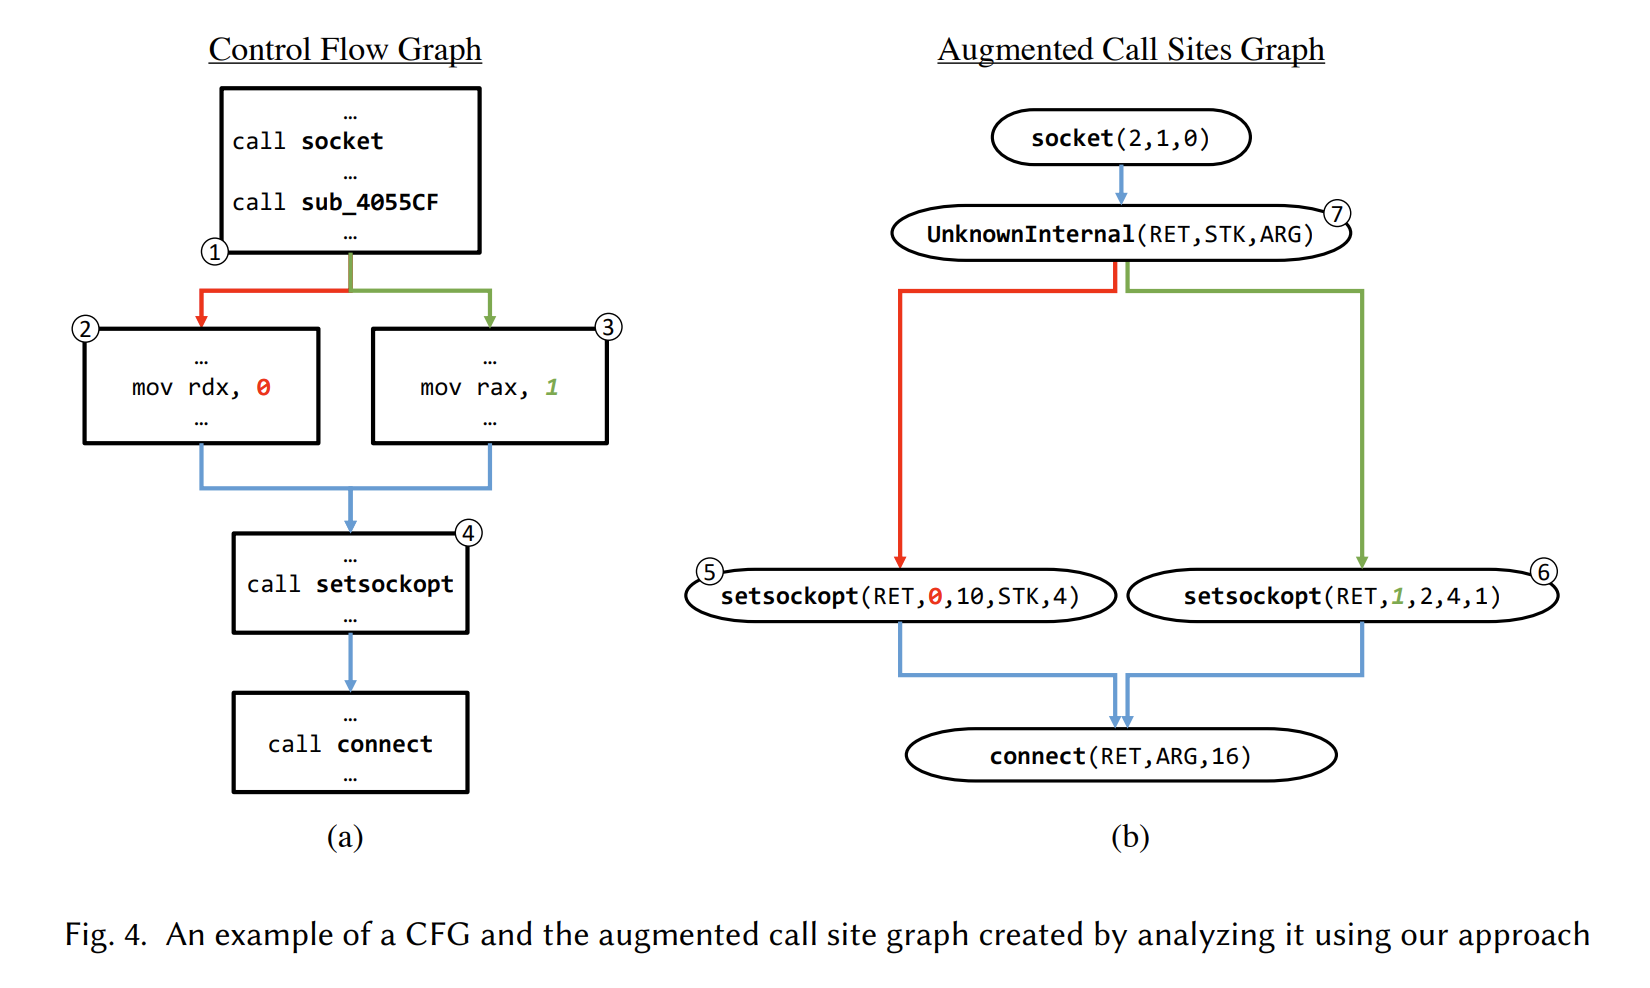 Control Flow Graph
…
call socket
…
call sub_4055CF
…
1
2
…
mov rdx, 0
…
3
…
mov rax, 1
…
4
…
call setsockopt
…
…
call connect
…
(a)
Augmented Call Sites Graph
socket(2,1,0)
7
UnknownInternal(RET,STK,ARG)
5
setsockopt(RET,0,10,STK,4)
6
setsockopt(RET,1,2,4,1)
connect(RET,ARG,16)
(b)
Fig. 4. An example of a CFG and the augmented call site graph created by analyzing it using our approach